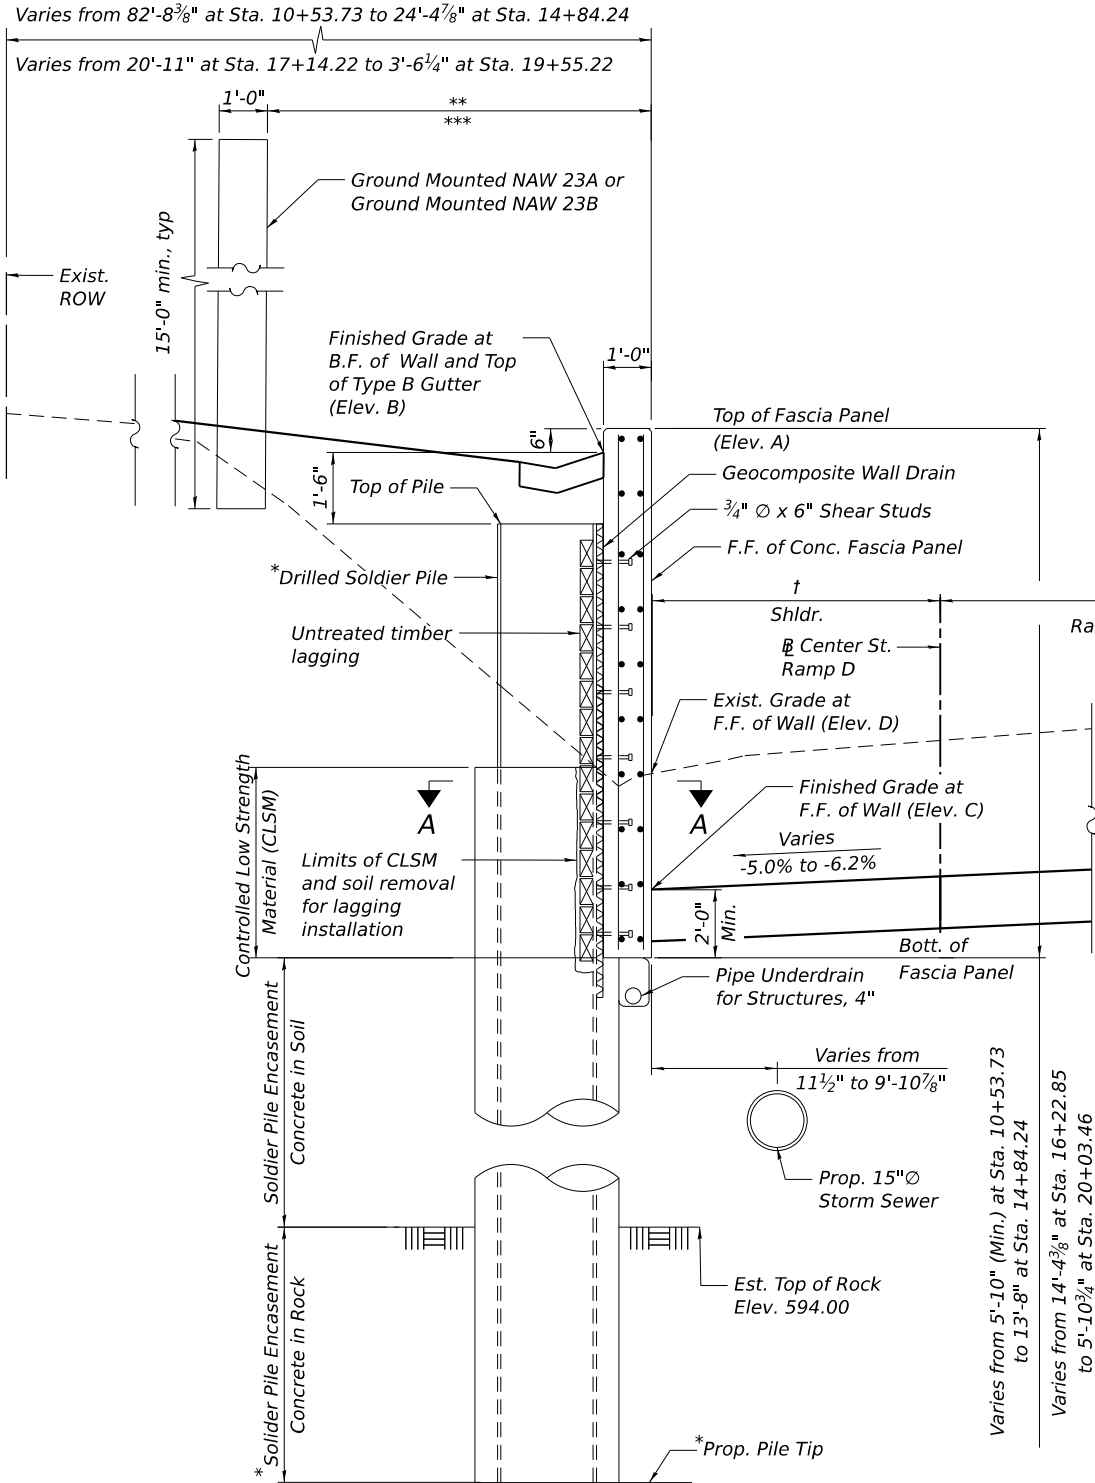 Varies from 82'-8⅜" at Sta. 10+53.73 to 24'-4⅞" at Sta. 14+84.24
Varies from 20'-11" at Sta. 17+14.22 to 3'-6¼" at Sta. 19+55.22
1'-0"
**
***
Ground Mounted NAW 23A or
Ground Mounted NAW 23B
15'-0" min., typ
Exist.
ROW
Finished Grade at
B.F. of Wall and Top
of Type B Gutter
(Elev. B)
1'-0"
6"
1'-6"
Top of Fascia Panel
(Elev. A)
Geocomposite Wall Drain
Top of Pile
¾" Ø x 6" Shear Studs
F.F. of Conc. Fascia Panel
*Drilled Soldier Pile
†
Shldr.
Ra
Untreated timber
lagging
℄ Center St.
Ramp D
Exist. Grade at
F.F. of Wall (Elev. D)
Controlled Low Strength
Material (CLSM)
A
A
Finished Grade at
F.F. of Wall (Elev. C)
Varies
-5.0% to -6.2%
Limits of CLSM
and soil removal
for lagging
installation
2'-0"
Min.
Bott. of
Fascia Panel
Pipe Underdrain
for Structures, 4"
Soldier Pile Encasement
Concrete in Soil
Varies from
11½" to 9'-10⅞"
Prop. 15"Ø
Storm Sewer
Varies from 5'-10" (Min.) at Sta. 10+53.73
to 13'-8" at Sta. 14+84.24
Varies from 14'-4⅜" at Sta. 16+22.85
to 5'-10¾" at Sta. 20+03.46
Est. Top of Rock
Elev. 594.00
* Solider Pile Encasement
Concrete in Rock
*Prop. Pile Tip